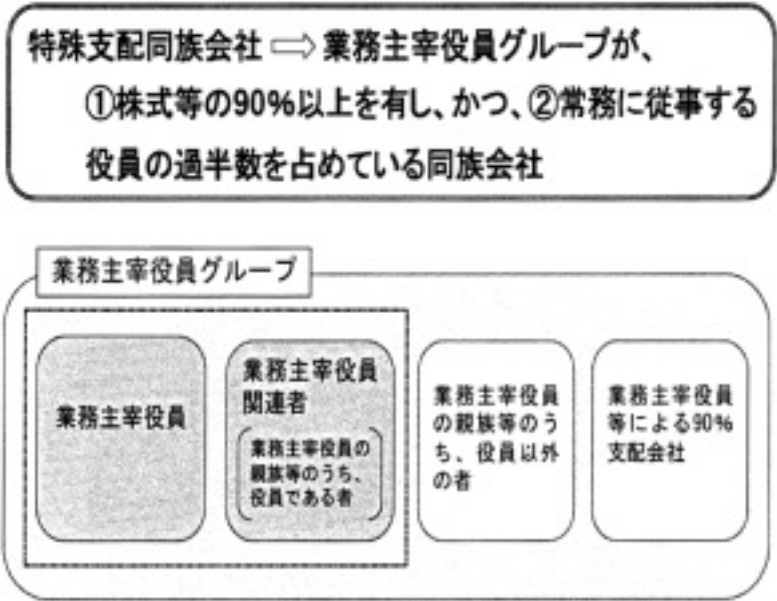 特殊支配同族会社 ⇨ 業務主宰役員グループが、
①株式等の90%以上を有し、かつ、②常務に従事する
役員の過半数を占めている同族会社
業務主宰役員グループ
業務主宰役員
業務主宰役員
関連者
業務主宰役員の
親族等のうち、
役員である者
業務主宰役員
の親族等のう
ち、役員以外
の者
業務主宰役員
等による90%
支配会社